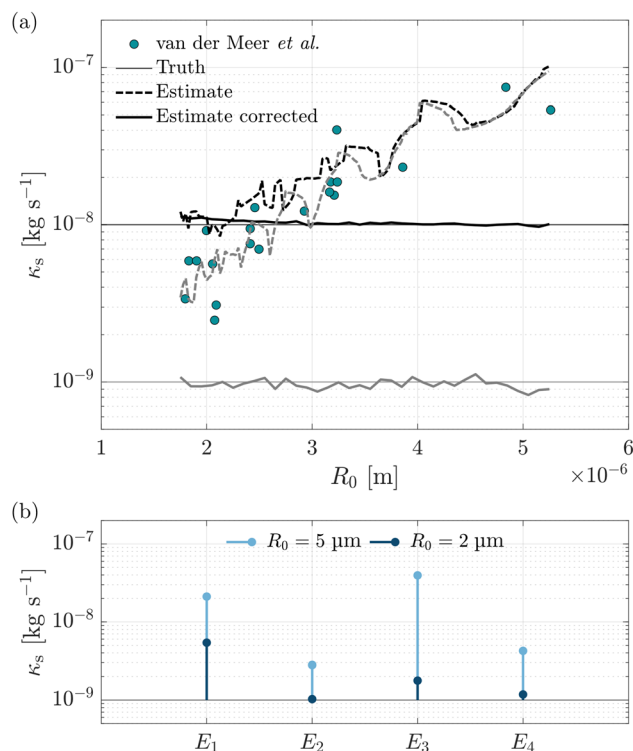 (a)
van der Meer et al.
Truth
Estimate
Estimate corrected
κs [kg s−1]
10−7
10−8
10−9
1 2 3 4 5 6
R0 [m]
×10−6
(b)
R0 = 5 µm R0 = 2 µm
κs [kg s−1]
10−7
10−8
10−9
E1 E2 E3 E4